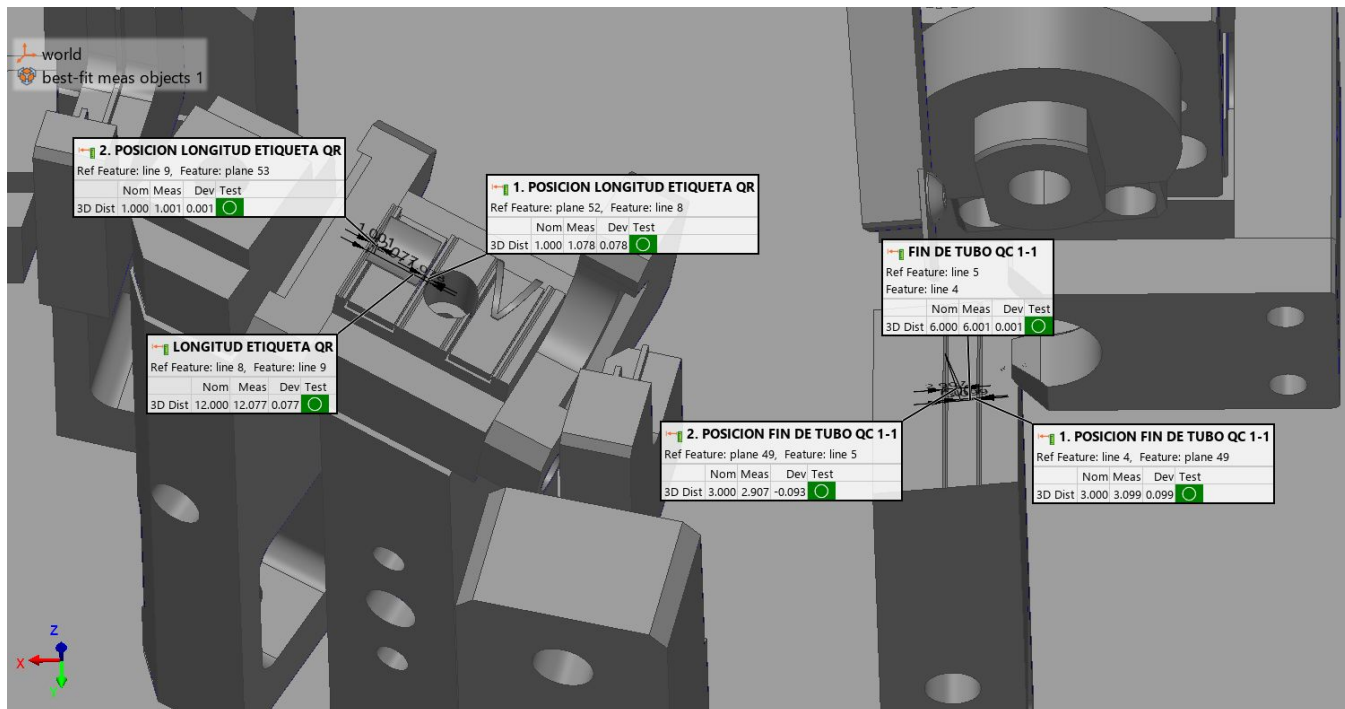 world
best-fit meas objects 1
2. POSICION LONGITUD ETIQUETA QR
Ref Feature: line 9, Feature: plane 53
Nom Meas Dev Test
3D Dist 1.000 1.001 0.001
1. POSICION LONGITUD ETIQUETA QR
Ref Feature: plane 52, Feature: line 8
Nom Meas Dev Test
3D Dist 1.000 1.078 0.078
1.001
LONGITUD ETIQUETA QR
Ref Feature: line 8, Feature: line 9
Nom Meas Dev Test
3D Dist 12.000 12.077 0.077
FIN DE TUBO QC 1-1
Ref Feature: line 5
Feature: line 4
Nom Meas Dev Test
3D Dist 6.000 6.001 0.001
2. POSICION FIN DE TUBO QC 1-1
Ref Feature: plane 49, Feature: line 5
Nom Meas Dev Test
3D Dist 3.000 2.907 -0.093
1. POSICION FIN DE TUBO QC 1-1
Ref Feature: line 4, Feature: plane 49
Nom Meas Dev Test
3D Dist 3.000 3.099 0.099
Z
X
Y